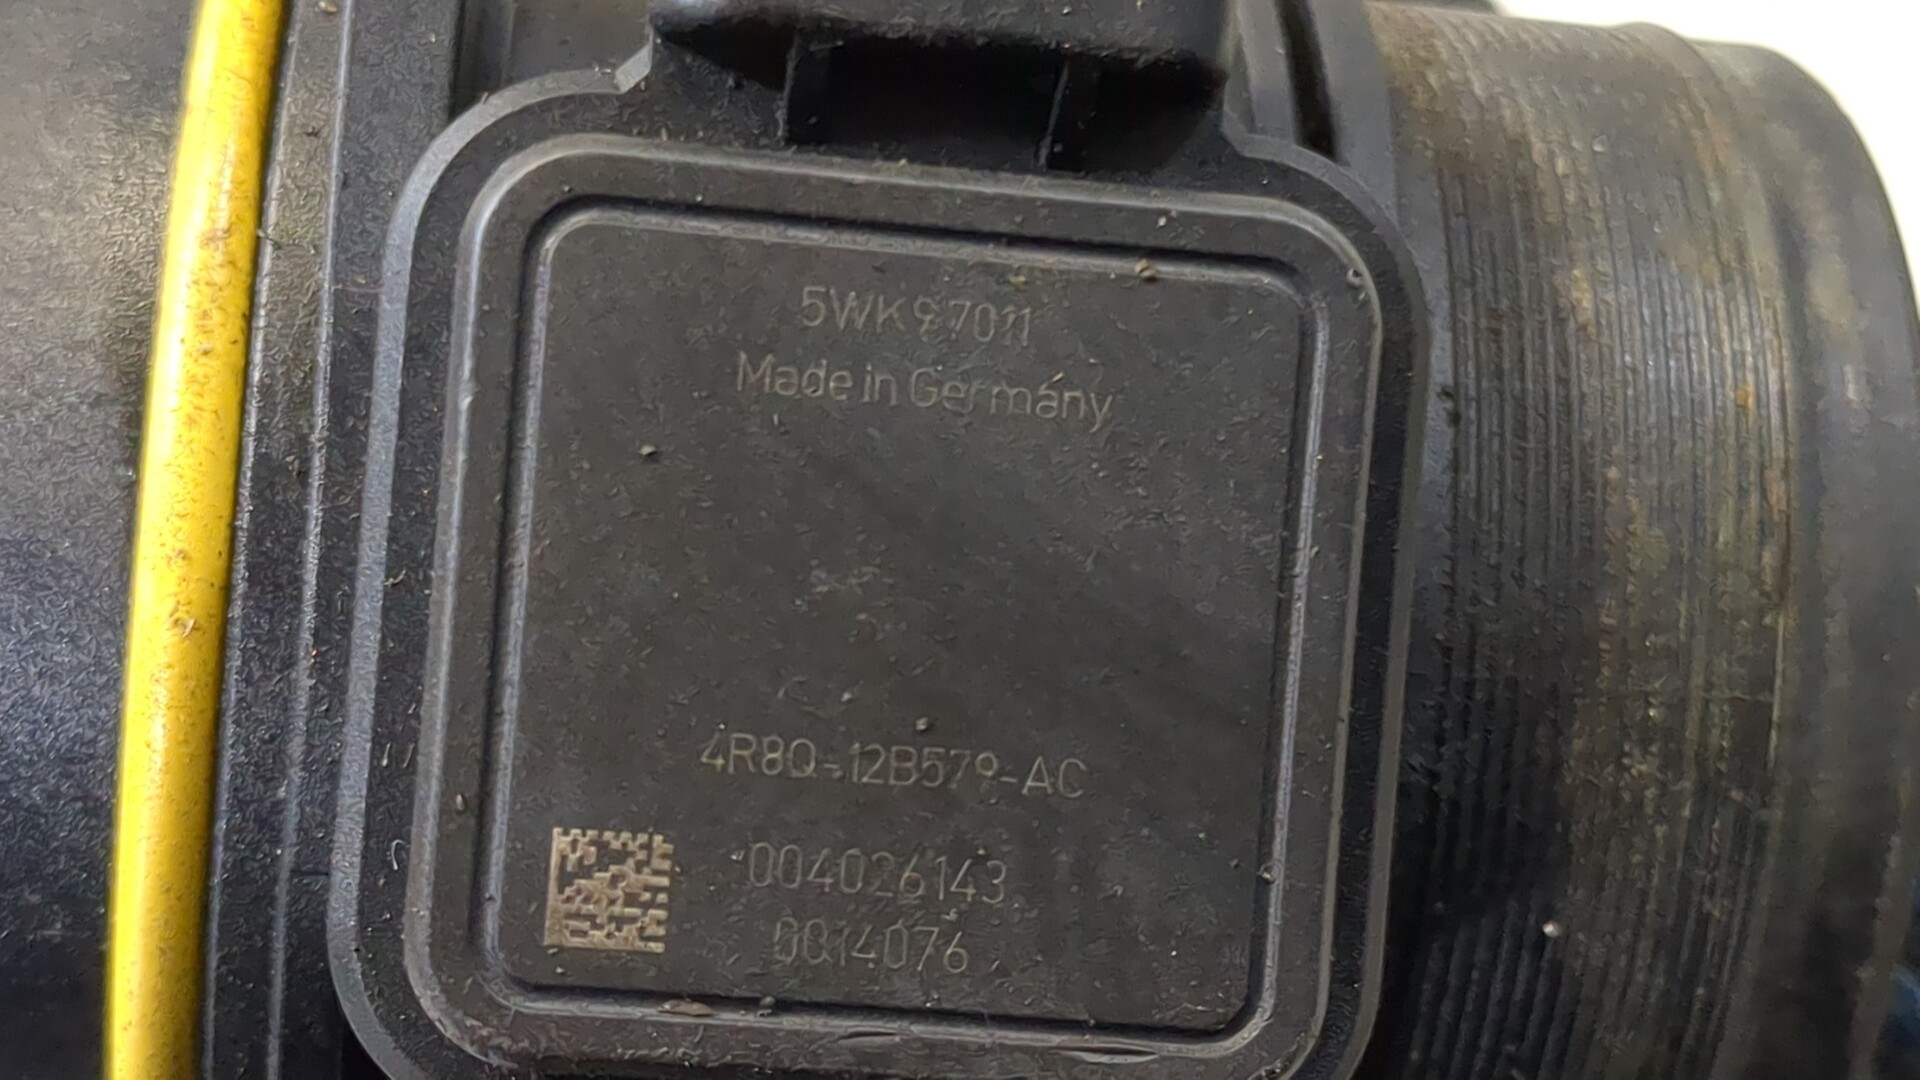 5WK97011
Made in Germany
4R8Q-12B579-AC
004026143
0014076